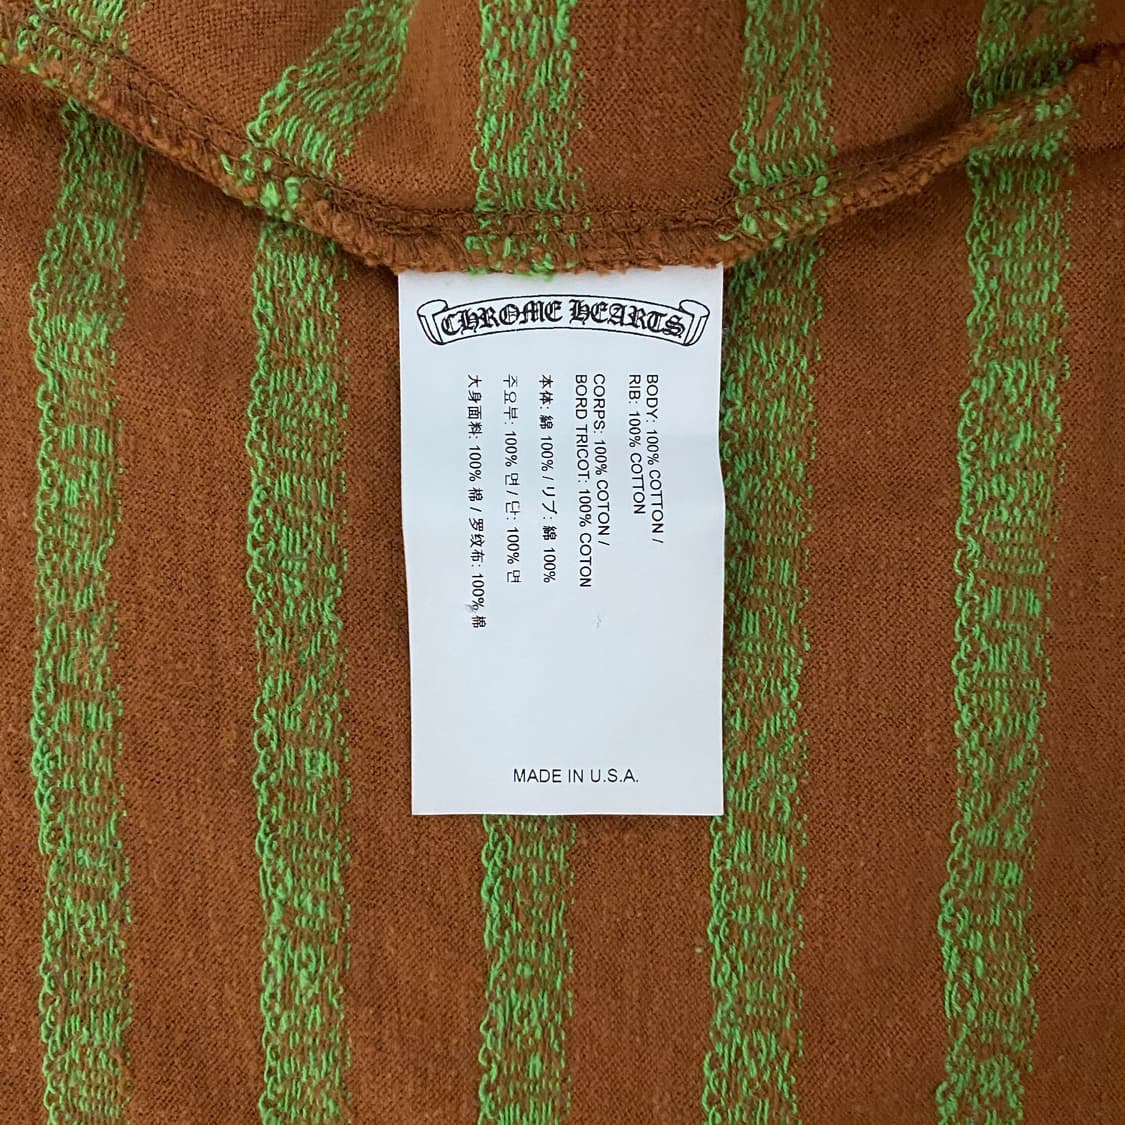 CHROME HEARTS
BODY: 100% COTTON /
RIB: 100% COTTON
CORPS: 100% COTON /
BORD TRICOT: 100% COTON
本体: 綿 100% / リブ: 綿 100%
주요부: 100% 면 / 단: 100% 면
大身面料: 100% 棉 / 罗纹布: 100% 棉
MADE IN U.S.A.